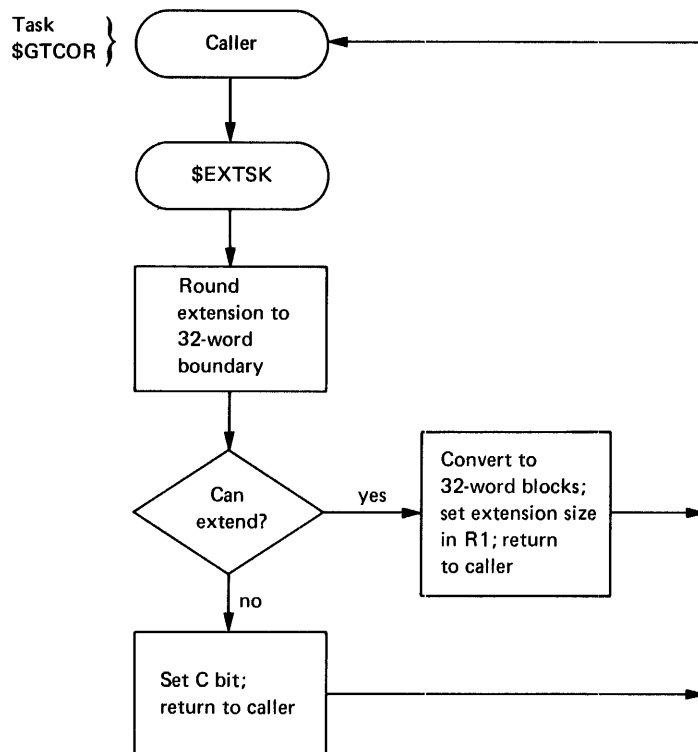 Task
$GTCOR
Caller
$EXTSK
Round
extension to
32-word
boundary
Can
extend?
yes
Convert to
32-word blocks;
set extension size
in R1; return
to caller
no
Set C bit;
return to caller